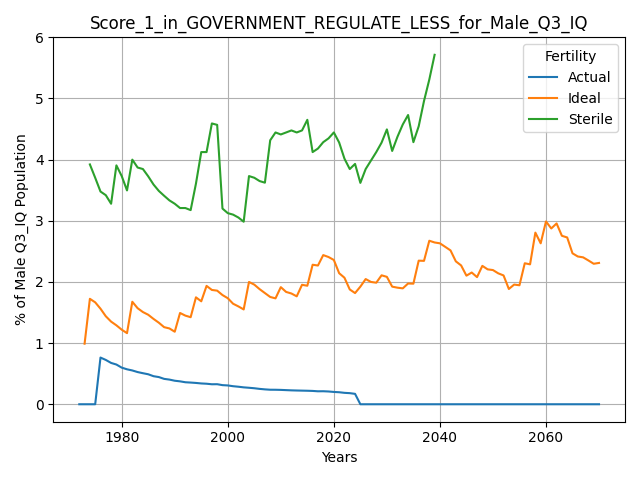 Score_1_in_GOVERNMENT_REGULATE_LESS_for_Male_Q3_IQ
% of Male Q3_IQ Population
6
5
4
3
2
1
0
Fertility
Actual
Ideal
Sterile
1980
2000
2020
2040
2060
Years